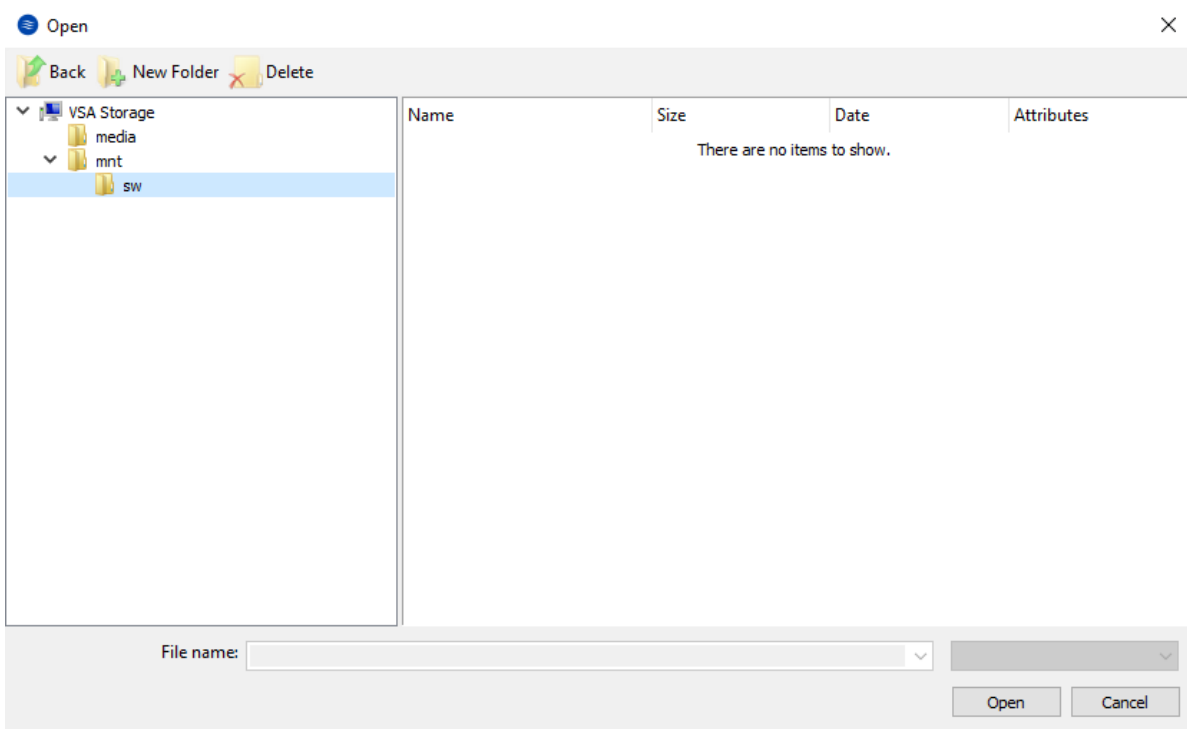 Open
Back New Folder Delete
VSA Storage
media
mnt
sw
Name Size Date Attributes
There are no items to show.
File name:
Open Cancel